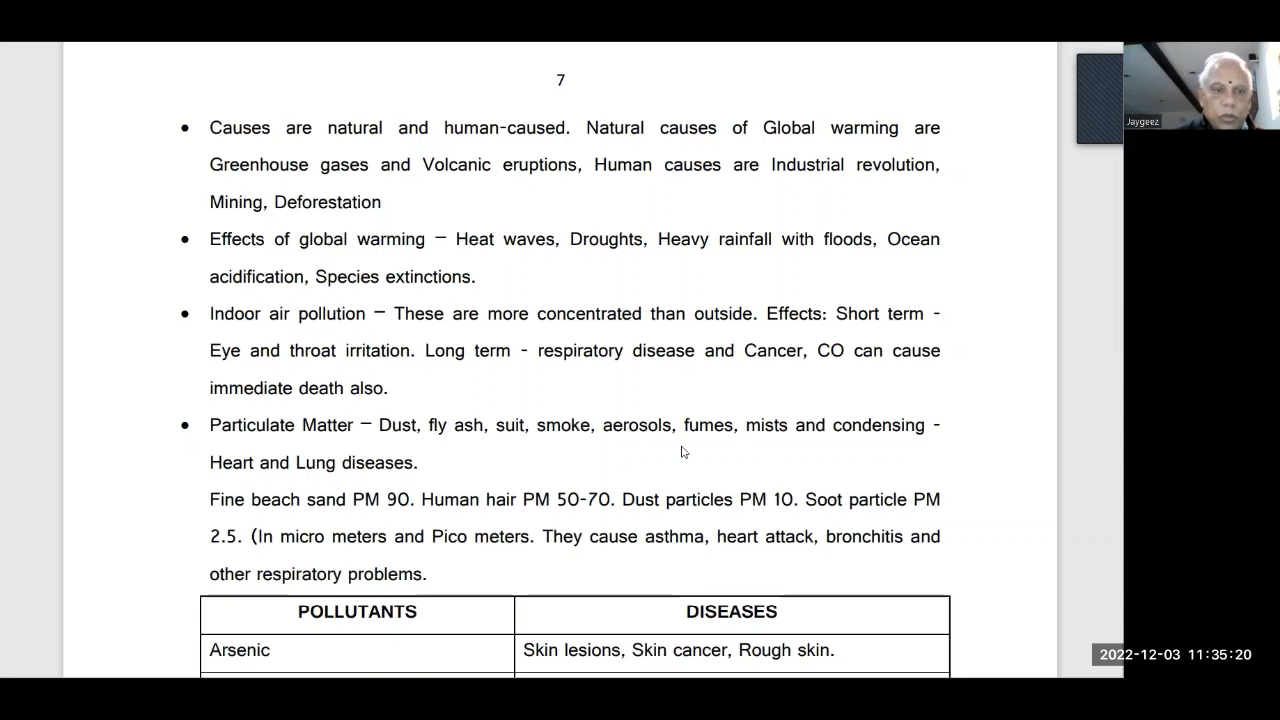 7
• Causes are natural and human-caused. Natural causes of Global warming are
Greenhouse gases and Volcanic eruptions, Human causes are Industrial revolution,
Mining, Deforestation
• Effects of global warming – Heat waves, Droughts, Heavy rainfall with floods, Ocean
acidification, Species extinctions.
• Indoor air pollution – These are more concentrated than outside. Effects: Short term -
Eye and throat irritation. Long term - respiratory disease and Cancer, CO can cause
immediate death also.
• Particulate Matter – Dust, fly ash, suit, smoke, aerosols, fumes, mists and condensing -
Heart and Lung diseases.
Fine beach sand PM 90. Human hair PM 50-70. Dust particles PM 10. Soot particle PM
2.5. (In micro meters and Pico meters. They cause asthma, heart attack, bronchitis and
other respiratory problems.
POLLUTANTS DISEASES
Arsenic Skin lesions, Skin cancer, Rough skin.
Jaygeez
2022-12-03 11:35:20